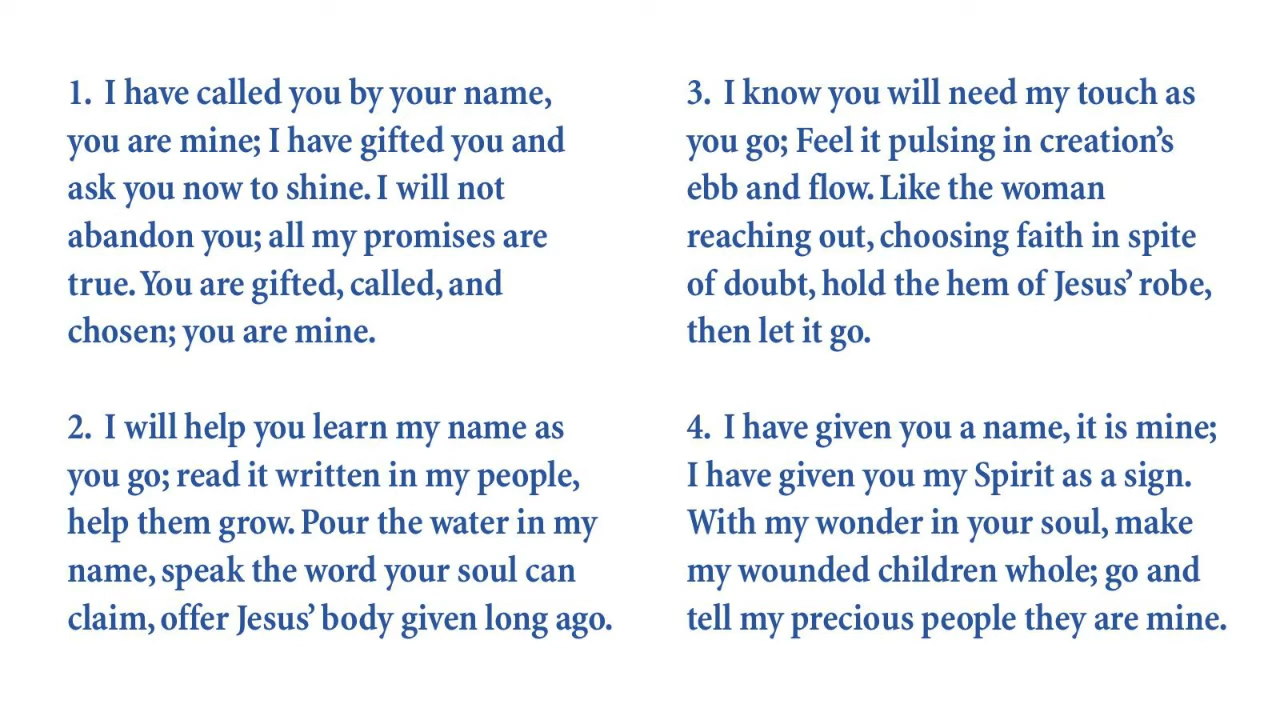 1. I have called you by your name,
you are mine; I have gifted you and
ask you now to shine. I will not
abandon you; all my promises are
true. You are gifted, called, and
chosen; you are mine.
2. I will help you learn my name as
you go; read it written in my people,
help them grow. Pour the water in my
name, speak the word your soul can
claim, offer Jesus’ body given long ago.
3. I know you will need my touch as
you go; Feel it pulsing in creation’s
ebb and flow. Like the woman
reaching out, choosing faith in spite
of doubt, hold the hem of Jesus’ robe,
then let it go.
4. I have given you a name, it is mine;
I have given you my Spirit as a sign.
With my wonder in your soul, make
my wounded children whole; go and
tell my precious people they are mine.